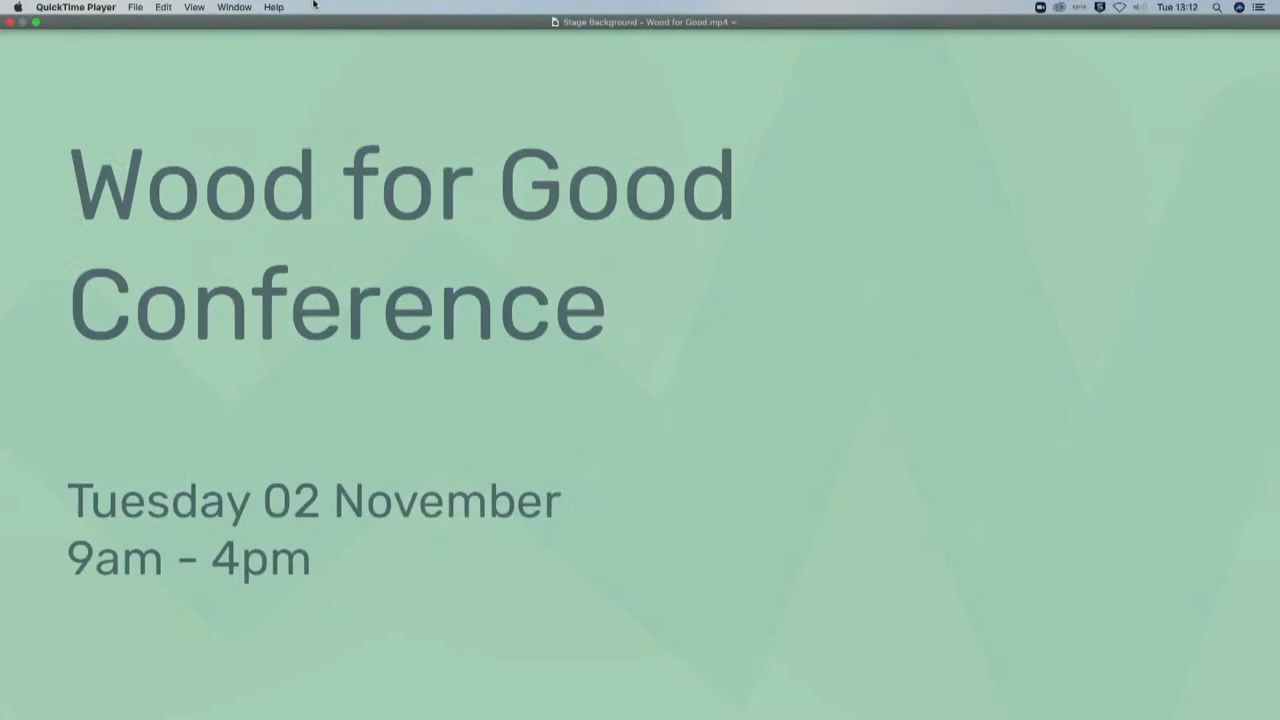 QuickTime Player File Edit View Window Help Tue 13:12
Stage Background - Wood for Good.mp4
Wood for Good
Conference
Tuesday 02 November
9am - 4pm